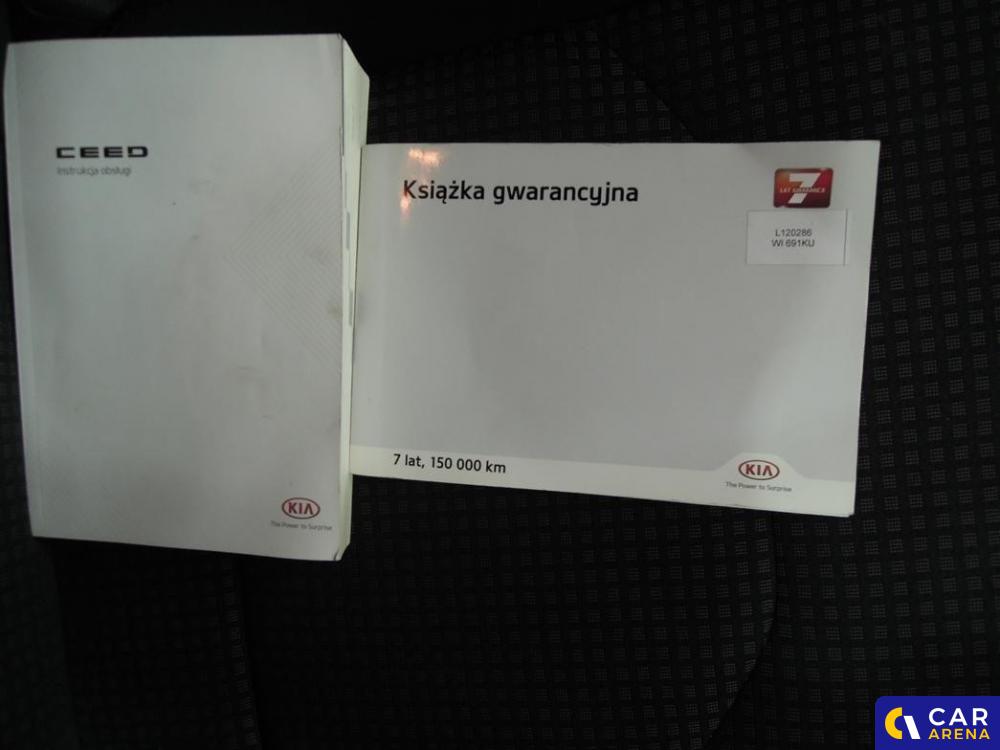 CEED
Instrukcja obsługi
KIA
The Power to Surprise
Książka gwarancyjna
7
LAT GWARANCJI
L120286
WI 691KU
7 lat, 150 000 km
KIA
The Power to Surprise
CAR
ARENA